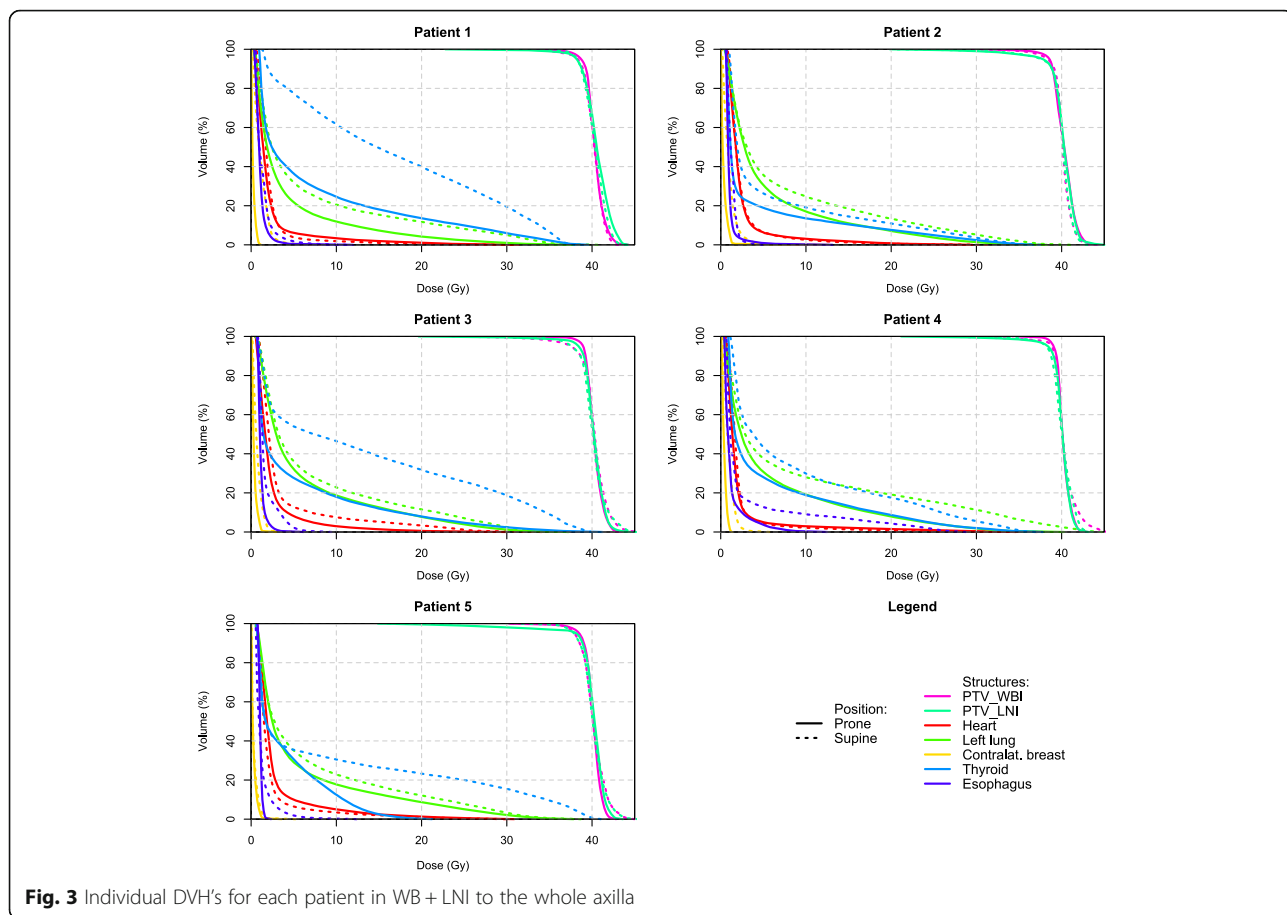 Patient 1
Volume (%)
100
80
60
40
20
0
0 10 20 30 40
Dose (Gy)
Patient 2
Volume (%)
100
80
60
40
20
0
0 10 20 30 40
Dose (Gy)
Patient 3
Volume (%)
100
80
60
40
20
0
0 10 20 30 40
Dose (Gy)
Patient 4
Volume (%)
100
80
60
40
20
0
0 10 20 30 40
Dose (Gy)
Patient 5
Volume (%)
100
80
60
40
20
0
0 10 20 30 40
Dose (Gy)
Legend
Position:
Prone
Supine
Structures:
PTV_WBI
PTV_LNI
Heart
Left lung
Contralat. breast
Thyroid
Esophagus
Fig. 3 Individual DVH's for each patient in WB + LNI to the whole axilla